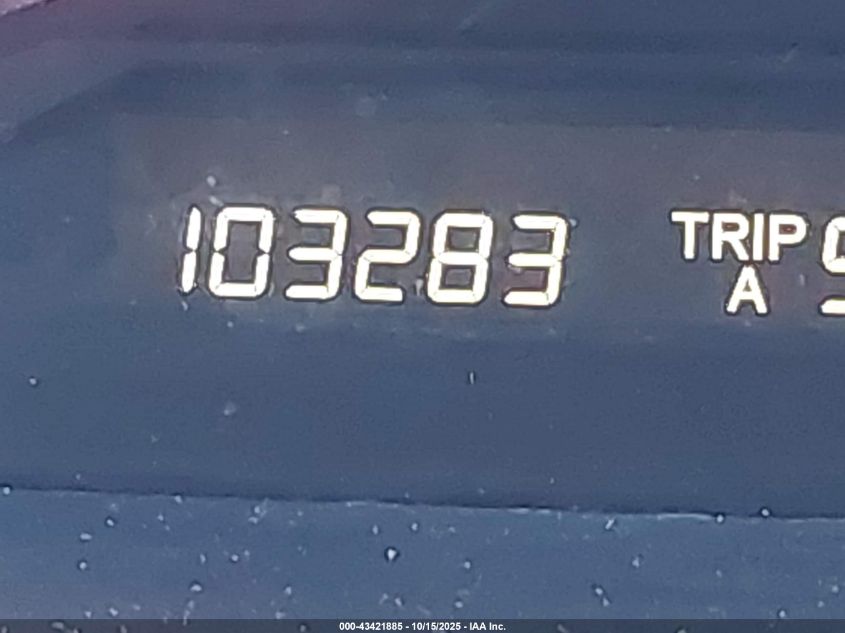 103283 TRIP
A
000-43421885 - 10/15/2025 - IAA Inc.